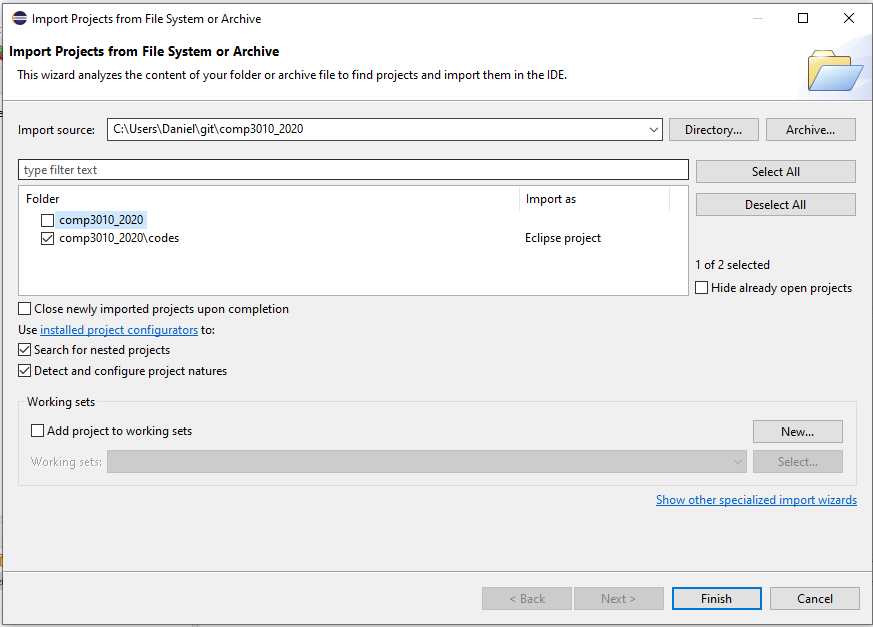 Import Projects from File System or Archive
Import Projects from File System or Archive
This wizard analyzes the content of your folder or archive file to find projects and import them in the IDE.
Import source: C:\Users\Daniel\git\comp3010_2020 Directory... Archive...
type filter text Select All
Folder Import as Deselect All
comp3010_2020
comp3010_2020\codes Eclipse project
1 of 2 selected
Hide already open projects
Close newly imported projects upon completion
Use installed project configurators to:
Search for nested projects
Detect and configure project natures
Working sets
Add project to working sets New...
Working sets: Select...
Show other specialized import wizards
< Back Next > Finish Cancel